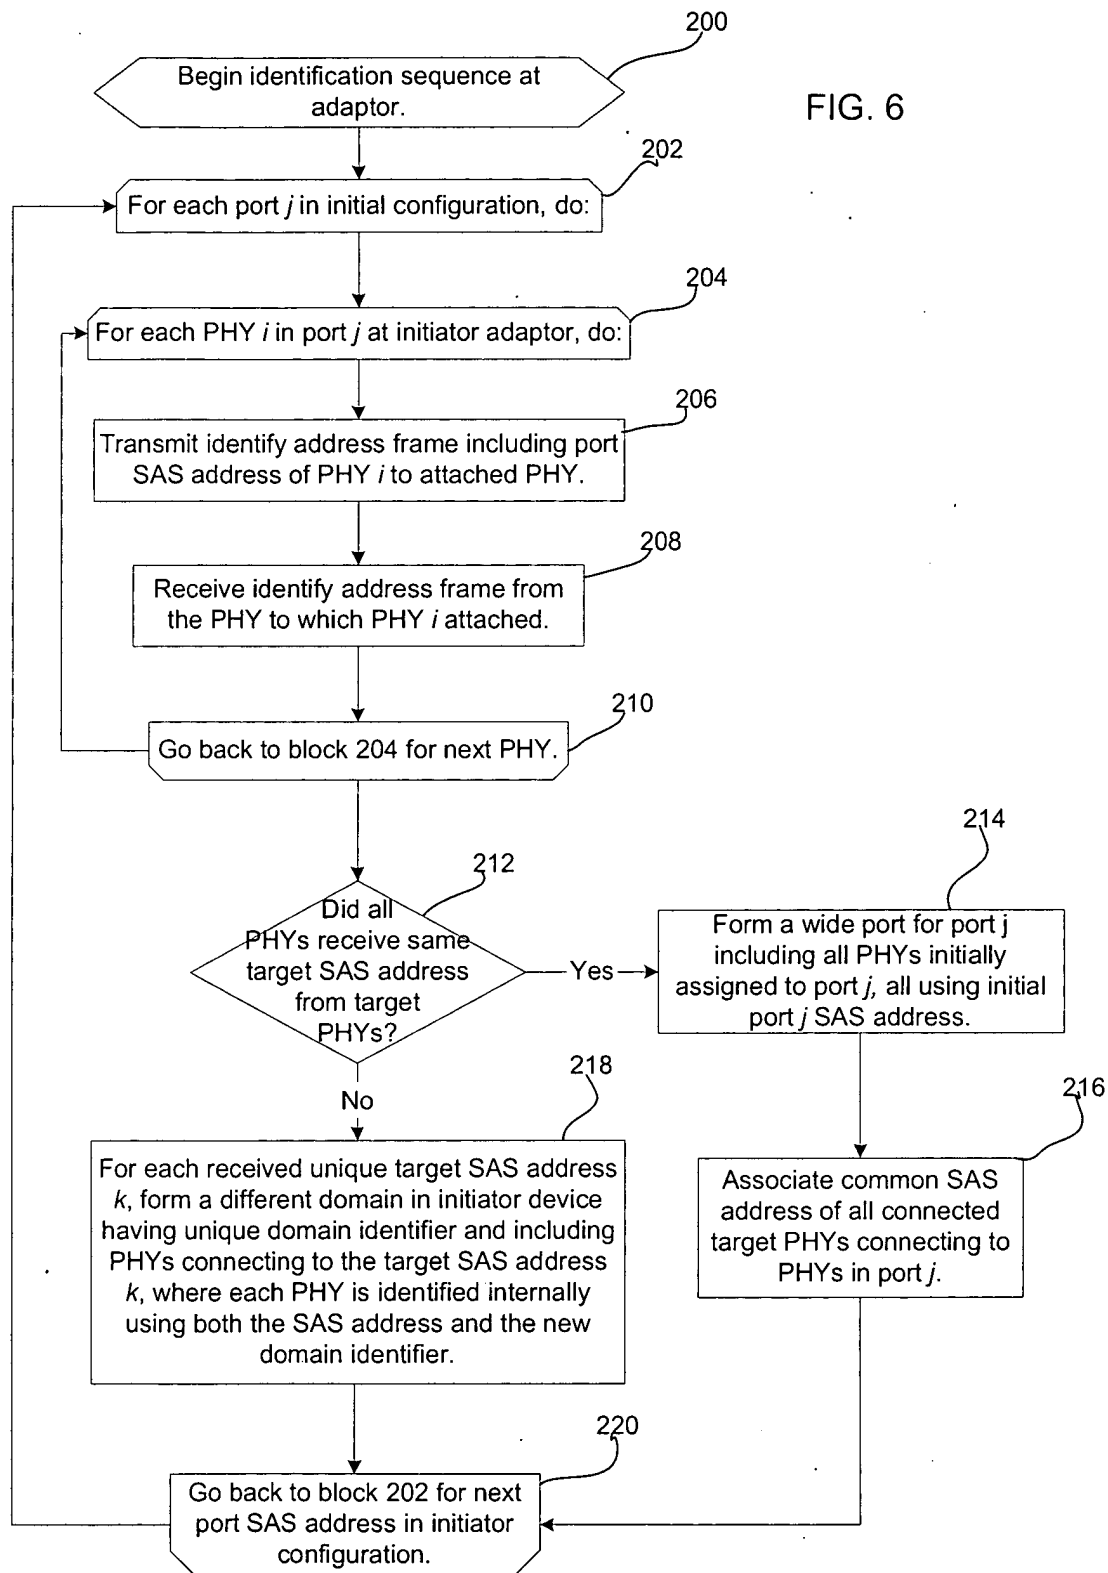 200
Begin identification sequence at
adaptor.
FIG. 6
202
For each port j in initial configuration, do:
204
For each PHY i in port j at initiator adaptor, do:
206
Transmit identify address frame including port
SAS address of PHY i to attached PHY.
208
Receive identify address frame from
the PHY to which PHY i attached.
210
Go back to block 204 for next PHY.
212
Did all
PHYs receive same
target SAS address
from target
PHYs?
Yes
214
Form a wide port for port j
including all PHYs initially
assigned to port j, all using initial
port j SAS address.
216
Associate common SAS
address of all connected
target PHYs connecting to
PHYs in port j.
No
218
For each received unique target SAS address
k, form a different domain in initiator device
having unique domain identifier and including
PHYs connecting to the target SAS address
k, where each PHY is identified internally
using both the SAS address and the new
domain identifier.
220
Go back to block 202 for next
port SAS address in initiator
configuration.